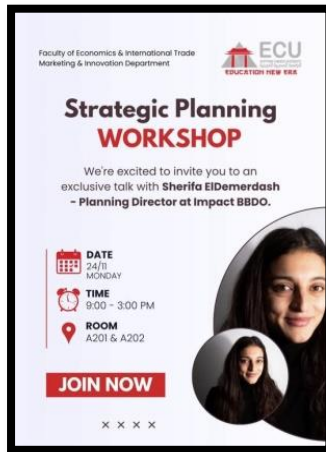 Faculty of Economics & International Trade
Marketing & Innovation Department
ECU
EDUCATION NEW ERA
Strategic Planning
WORKSHOP
We're excited to invite you to an
exclusive talk with Sherifa ElDemerdash
- Planning Director at Impact BBDO.
DATE
24/11
MONDAY
TIME
9:00 - 3:00 PM
ROOM
A201 & A202
JOIN NOW